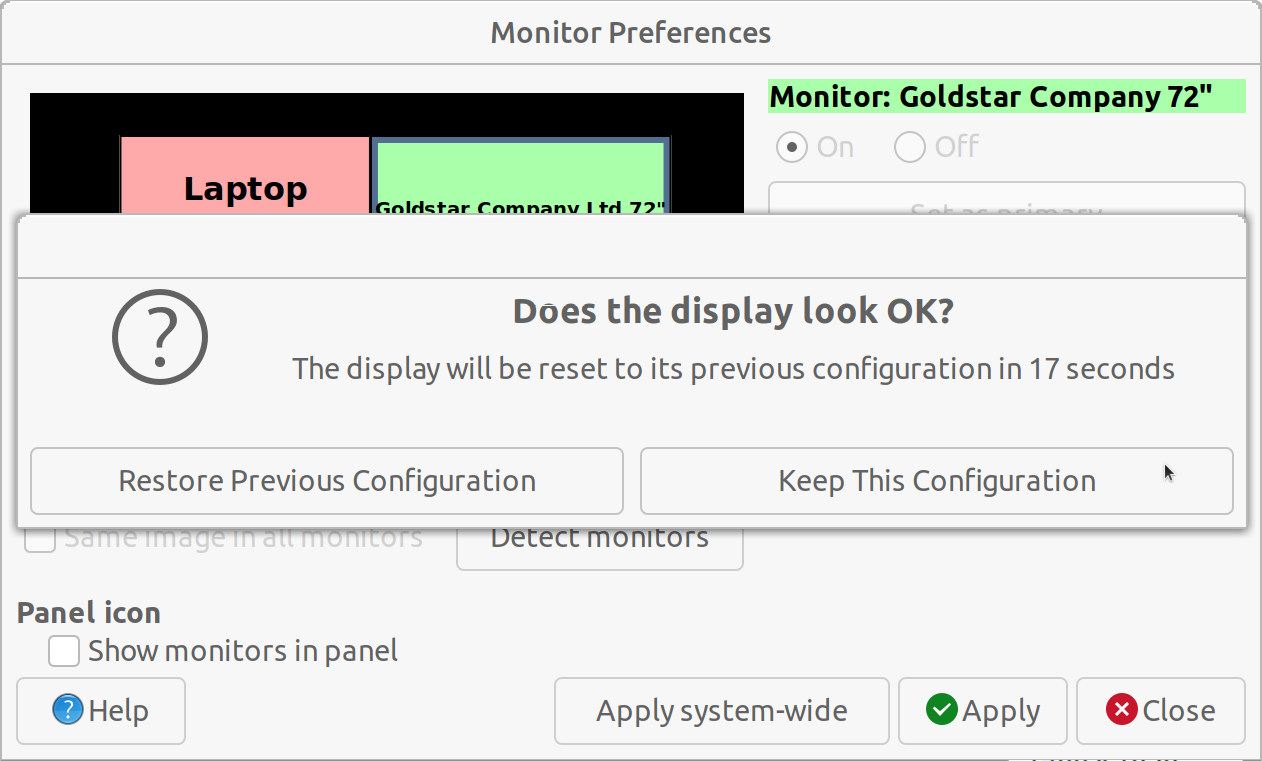 Monitor Preferences
Monitor: Goldstar Company 72"
On Off
Laptop
Goldstar Company Ltd 72"
Set as primary
Does the display look OK?
The display will be reset to its previous configuration in 17 seconds
Restore Previous Configuration Keep This Configuration
Same image in all monitors Detect monitors
Panel icon
Show monitors in panel
Help Apply system-wide Apply Close